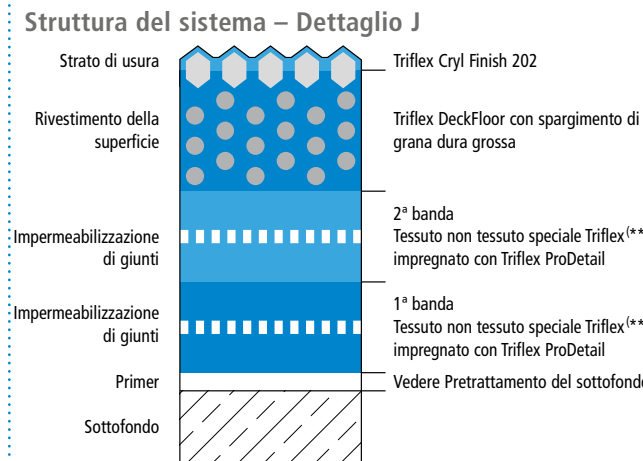 Struttura del sistema – Dettaglio J
Strato di usura
Triflex Cryl Finish 202
Rivestimento della
superficie
Triflex DeckFloor con spargimento di
grana dura grossa
Impermeabilizzazione
di giunti
2ª banda
Tessuto non tessuto speciale Triflex(**
impregnato con Triflex ProDetail
Impermeabilizzazione
di giunti
1ª banda
Tessuto non tessuto speciale Triflex(**
impregnato con Triflex ProDetail
Primer
Vedere Pretrattamento del sottofondo
Sottofondo